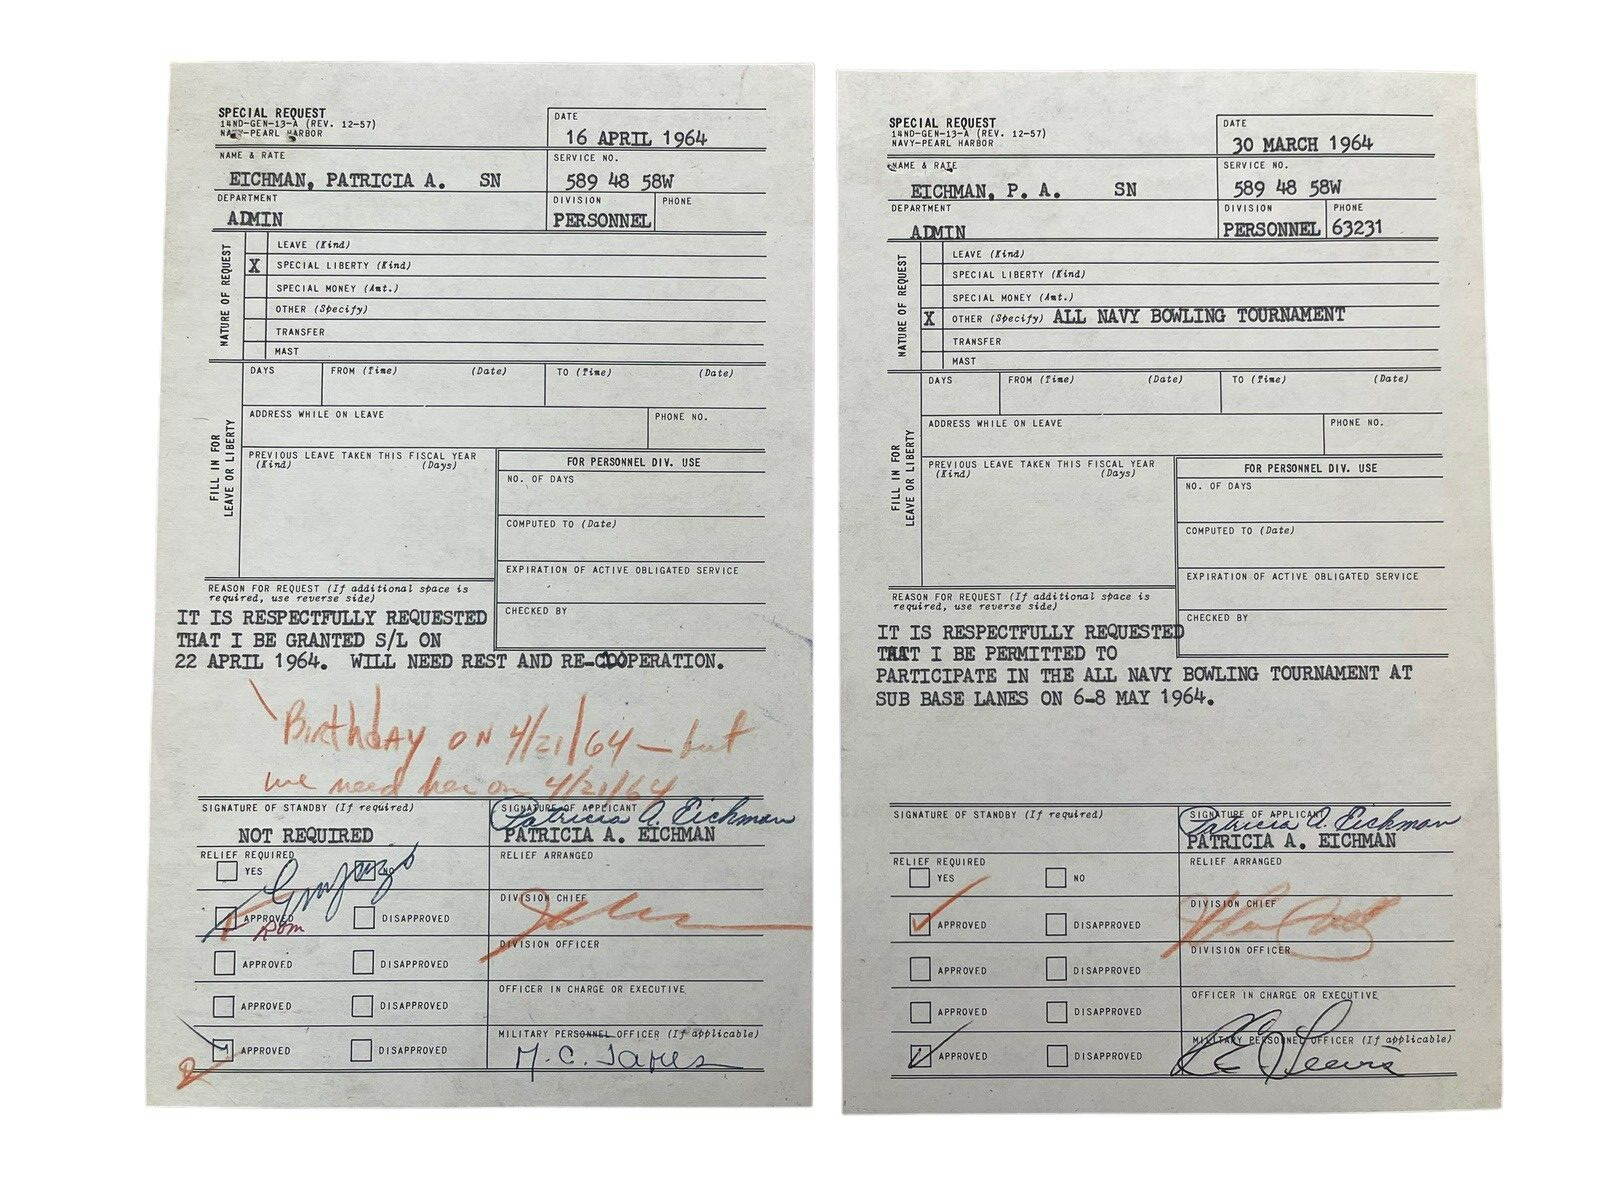 SPECIAL REQUEST
14ND-GEN-13-A (REV. 12-57)
NAVY-PEARL HARBOR
DATE
16 APRIL 1964
NAME & RATE
EICHMAN, PATRICIA A. SN
SERVICE NO.
589 48 58W
DEPARTMENT
ADMIN
DIVISION
PERSONNEL
PHONE
NATURE OF REQUEST
LEAVE (Kind)
X SPECIAL LIBERTY (Kind)
SPECIAL MONEY (Amt.)
OTHER (Specify)
TRANSFER
MAST
FILL IN FOR
LEAVE OR LIBERTY
DAYS FROM (Time) (Date) TO (Time) (Date)
ADDRESS WHILE ON LEAVE PHONE NO.
PREVIOUS LEAVE TAKEN THIS FISCAL YEAR
(Kind) (Days)
FOR PERSONNEL DIV. USE
NO. OF DAYS
COMPUTED TO (Date)
EXPIRATION OF ACTIVE OBLIGATED SERVICE
CHECKED BY
REASON FOR REQUEST (If additional space is
required, use reverse side)
IT IS RESPECTFULLY REQUESTED
THAT I BE GRANTED S/L ON
22 APRIL 1964. WILL NEED REST AND RE-COOPERATION.
Birthday on 4/21/64 — but
we need her on 4/21/64
SIGNATURE OF STANDBY (If required)
NOT REQUIRED
SIGNATURE OF APPLICANT
Patricia A. Eichman
PATRICIA A. EICHMAN
RELIEF REQUIRED
YES NO
RELIEF ARRANGED
APPROVED DISAPPROVED
DIVISION CHIEF
APPROVED DISAPPROVED
DIVISION OFFICER
APPROVED DISAPPROVED
OFFICER IN CHARGE OR EXECUTIVE
APPROVED DISAPPROVED
MILITARY PERSONNEL OFFICER (If applicable)
SPECIAL REQUEST
14ND-GEN-13-A (REV. 12-57)
NAVY-PEARL HARBOR
DATE
30 MARCH 1964
NAME & RATE
EICHMAN, P. A. SN
SERVICE NO.
589 48 58W
DEPARTMENT
ADMIN
DIVISION
PERSONNEL
PHONE
63231
NATURE OF REQUEST
LEAVE (Kind)
SPECIAL LIBERTY (Kind)
SPECIAL MONEY (Amt.)
X OTHER (Specify) ALL NAVY BOWLING TOURNAMENT
TRANSFER
MAST
FILL IN FOR
LEAVE OR LIBERTY
DAYS FROM (Time) (Date) TO (Time) (Date)
ADDRESS WHILE ON LEAVE PHONE NO.
PREVIOUS LEAVE TAKEN THIS FISCAL YEAR
(Kind) (Days)
FOR PERSONNEL DIV. USE
NO. OF DAYS
COMPUTED TO (Date)
EXPIRATION OF ACTIVE OBLIGATED SERVICE
CHECKED BY
REASON FOR REQUEST (If additional space is
required, use reverse side)
IT IS RESPECTFULLY REQUESTED
THAT I BE PERMITTED TO
PARTICIPATE IN THE ALL NAVY BOWLING TOURNAMENT AT
SUB BASE LANES ON 6-8 MAY 1964.
SIGNATURE OF STANDBY (If required)
SIGNATURE OF APPLICANT
Patricia A. Eichman
PATRICIA A. EICHMAN
RELIEF REQUIRED
YES NO
RELIEF ARRANGED
APPROVED DISAPPROVED
DIVISION CHIEF
APPROVED DISAPPROVED
DIVISION OFFICER
APPROVED DISAPPROVED
OFFICER IN CHARGE OR EXECUTIVE
APPROVED DISAPPROVED
MILITARY PERSONNEL OFFICER (If applicable)